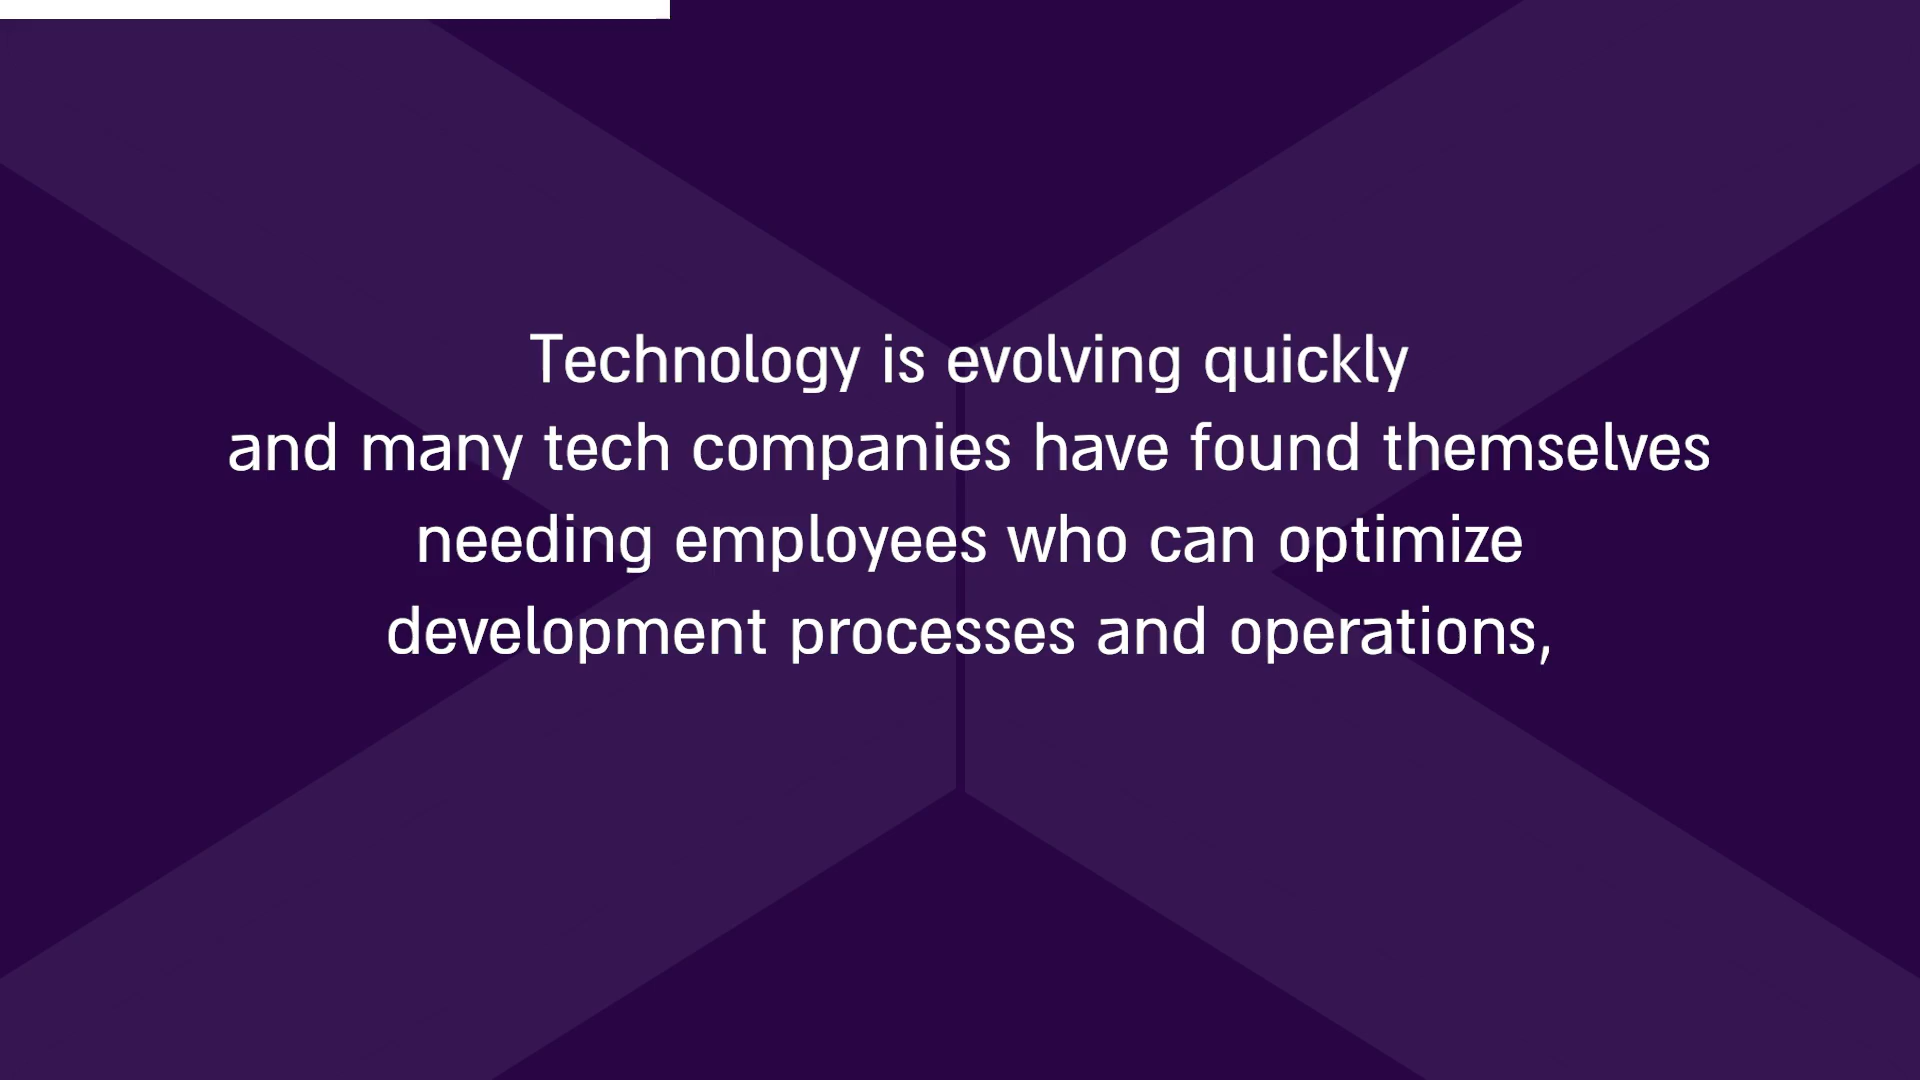 Technology is evolving quickly
and many tech companies have found themselves
needing employees who can optimize
development processes and operations,